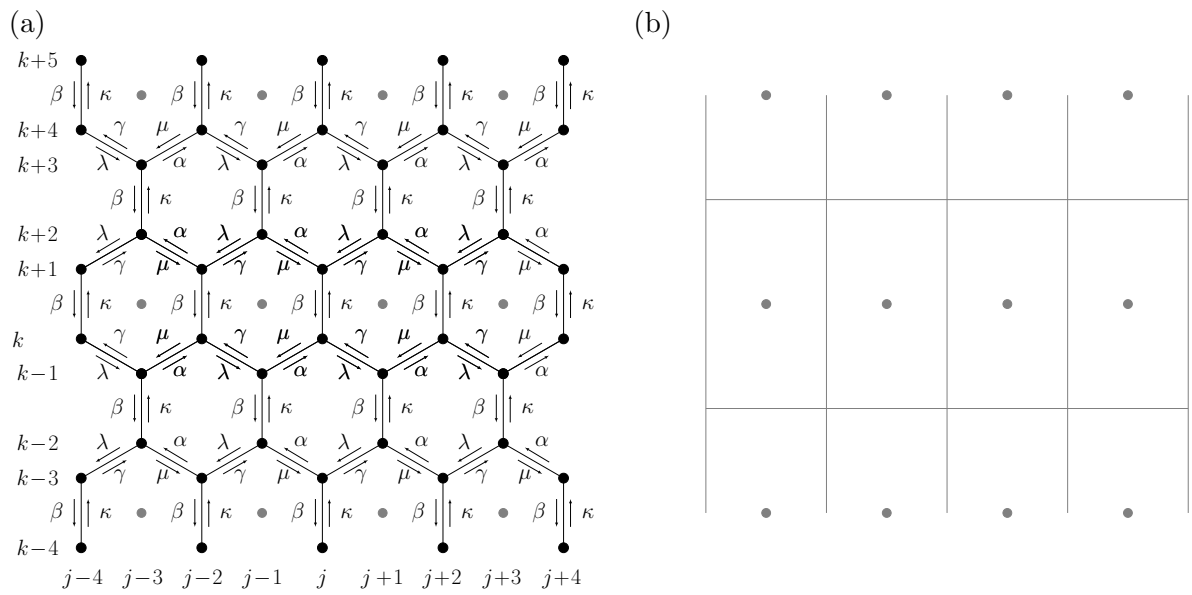 (a) (b)
k+5
β κ β κ β κ β κ β κ
k+4 γ μ γ μ γ μ γ μ
k+3 λ α λ α λ α λ α
β κ β κ β κ β κ
k+2 λ α λ α λ α λ α
k+1 γ μ γ μ γ μ γ μ
β κ β κ β κ β κ β κ
k γ μ γ μ γ μ γ μ
k−1 λ α λ α λ α λ α
β κ β κ β κ β κ
k−2 λ α λ α λ α λ α
k−3 γ μ γ μ γ μ γ μ
β κ β κ β κ β κ β κ
k−4
j−4 j−3 j−2 j−1 j j+1 j+2 j+3 j+4